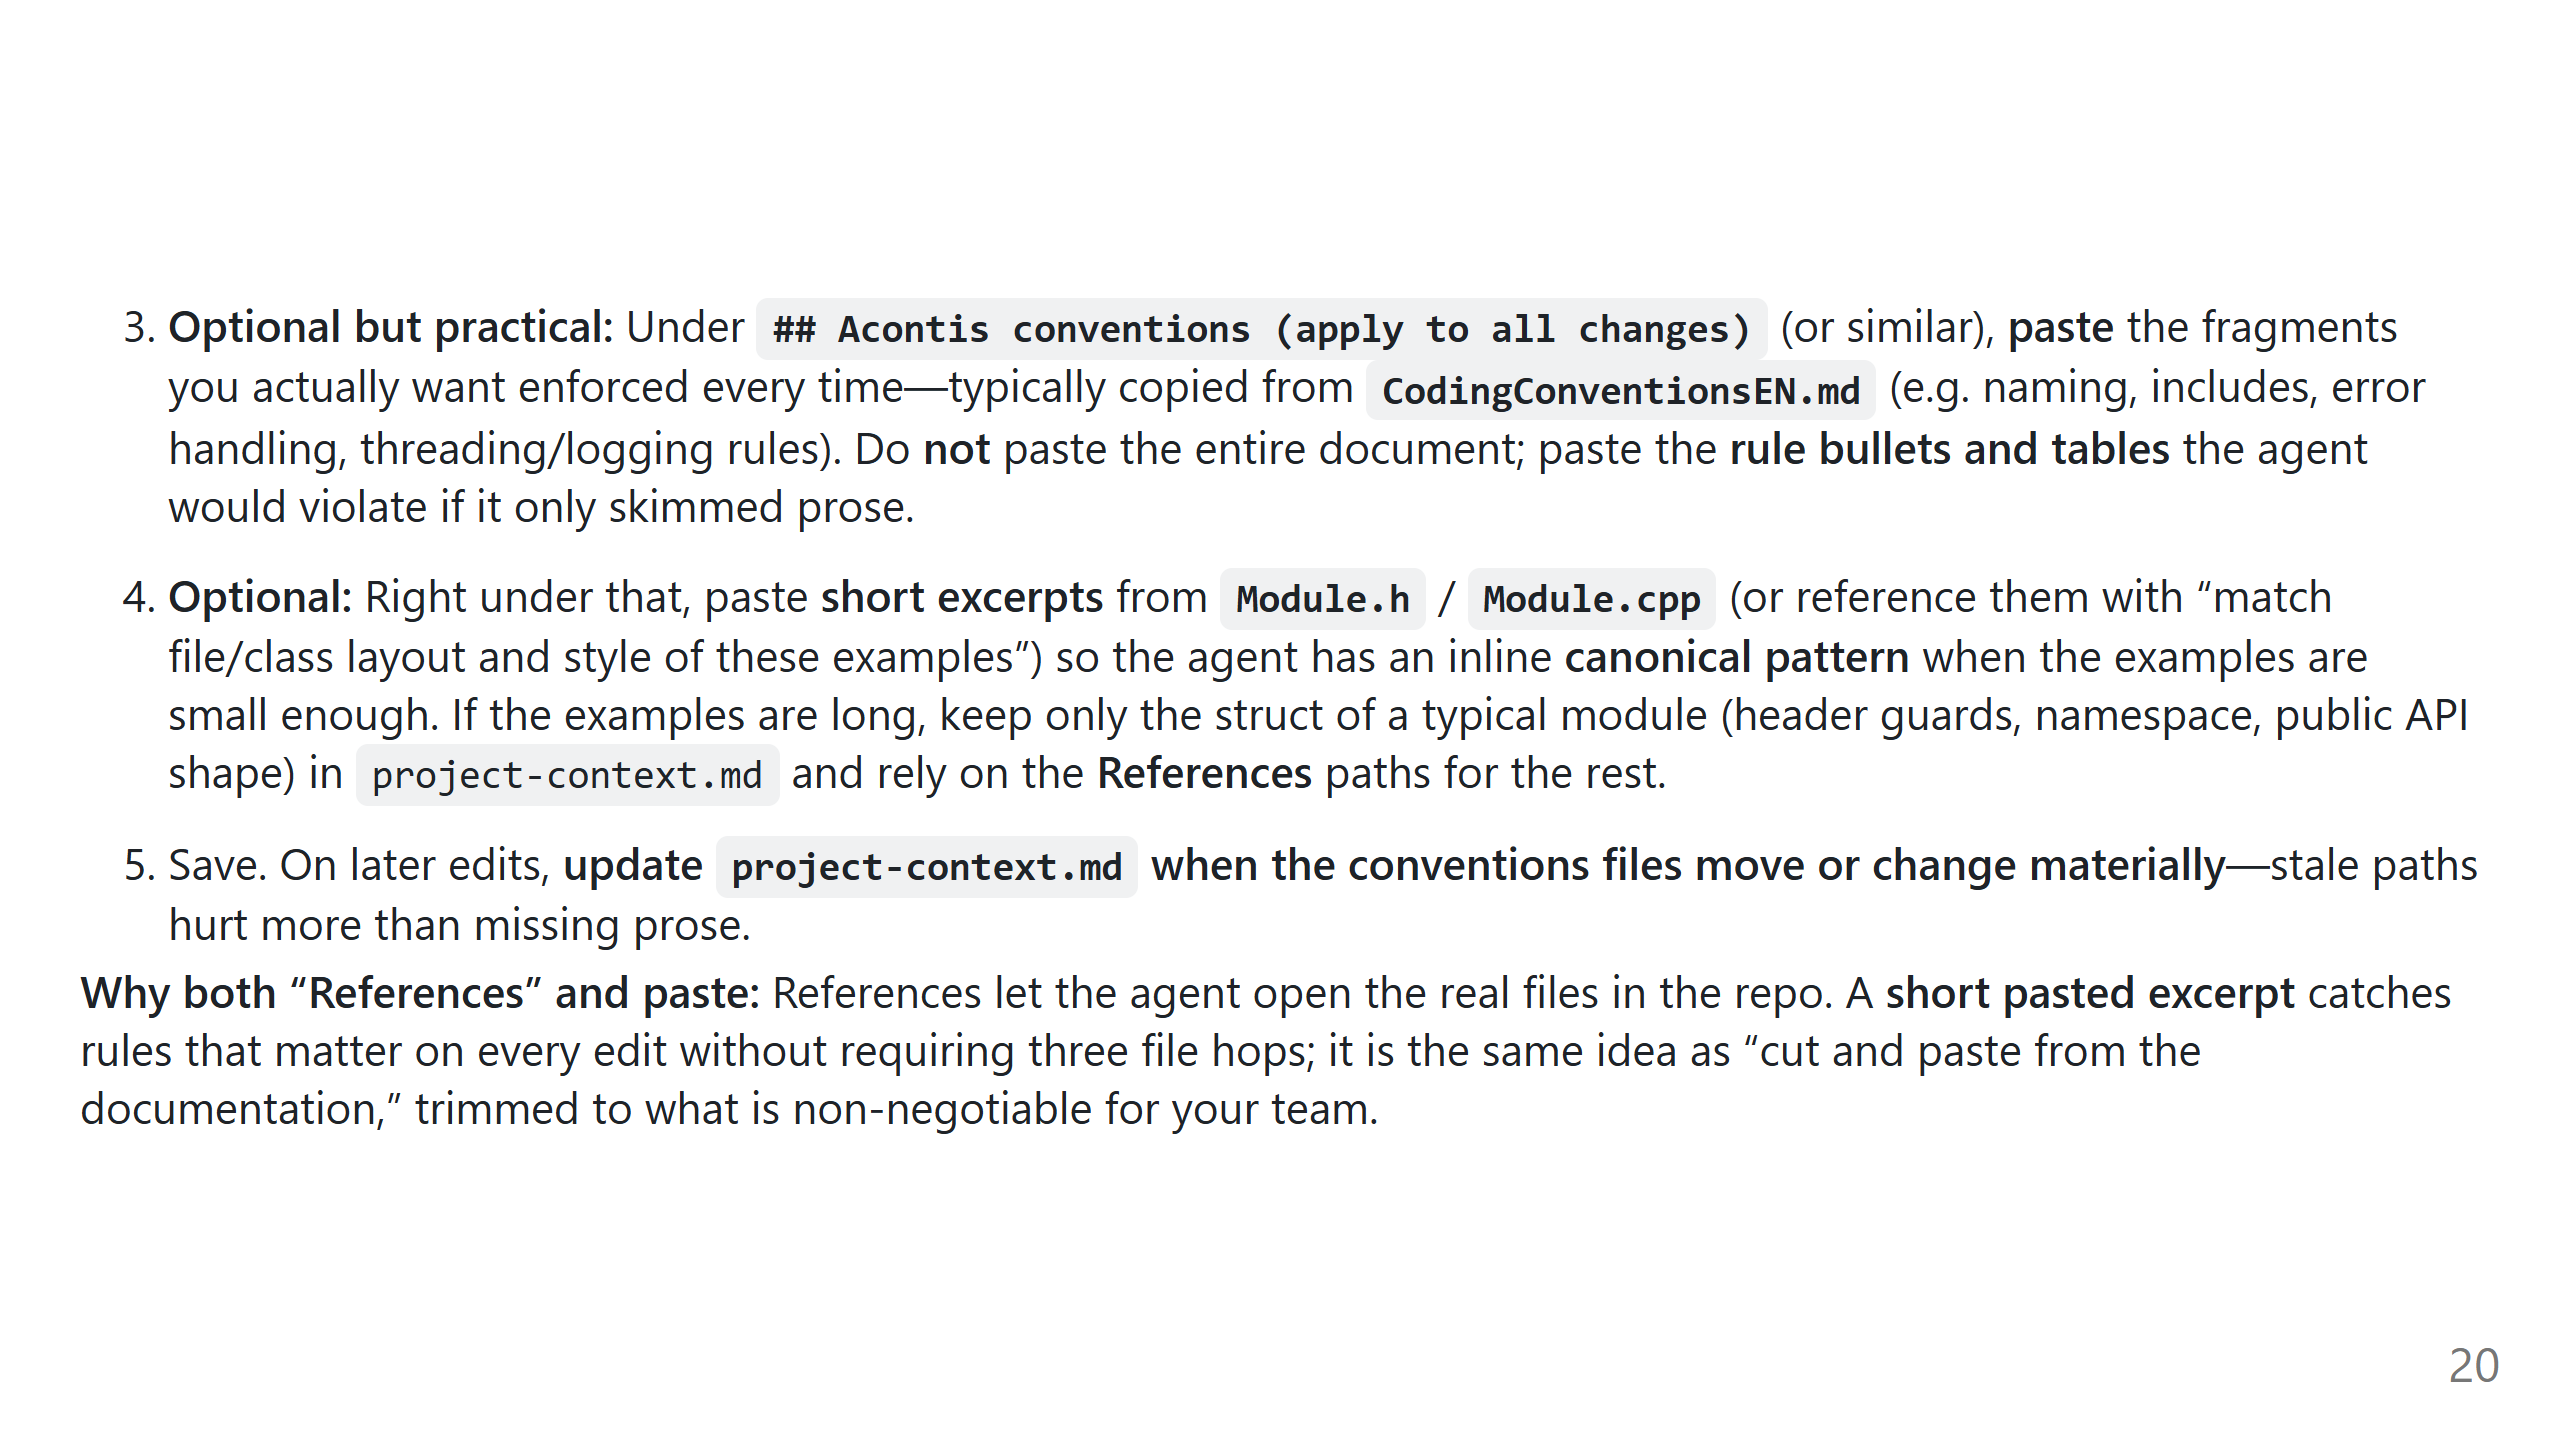 3. Optional but practical: Under ## Acontis conventions (apply to all changes) (or similar), paste the fragments
you actually want enforced every time—typically copied from CodingConventionsEN.md (e.g. naming, includes, error
handling, threading/logging rules). Do not paste the entire document; paste the rule bullets and tables the agent
would violate if it only skimmed prose.
4. Optional: Right under that, paste short excerpts from Module.h / Module.cpp (or reference them with “match
file/class layout and style of these examples”) so the agent has an inline canonical pattern when the examples are
small enough. If the examples are long, keep only the struct of a typical module (header guards, namespace, public API
shape) in project-context.md and rely on the References paths for the rest.
5. Save. On later edits, update project-context.md when the conventions files move or change materially—stale paths
hurt more than missing prose.
Why both “References” and paste: References let the agent open the real files in the repo. A short pasted excerpt catches
rules that matter on every edit without requiring three file hops; it is the same idea as “cut and paste from the
documentation,” trimmed to what is non-negotiable for your team.
20